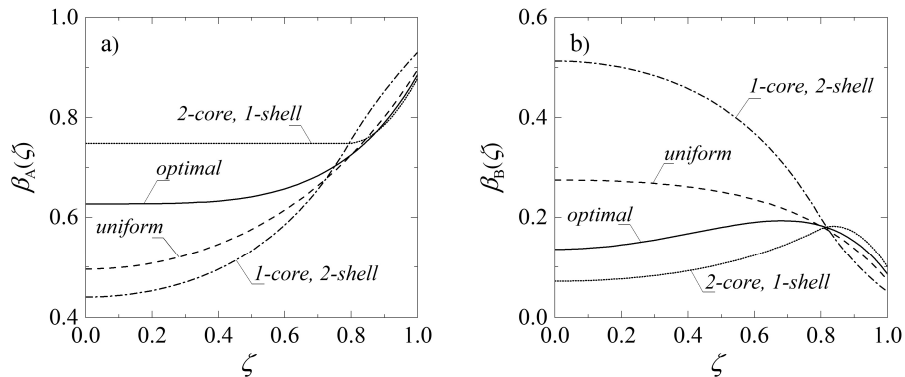 a)
1.0
0.8
0.6
0.4
β_A(ζ)
2-core, 1-shell
optimal
uniform
1-core, 2-shell
0.0 0.2 0.4 0.6 0.8 1.0
ζ
b)
0.6
0.4
0.2
0.0
β_B(ζ)
1-core, 2-shell
uniform
optimal
2-core, 1-shell
0.0 0.2 0.4 0.6 0.8 1.0
ζ